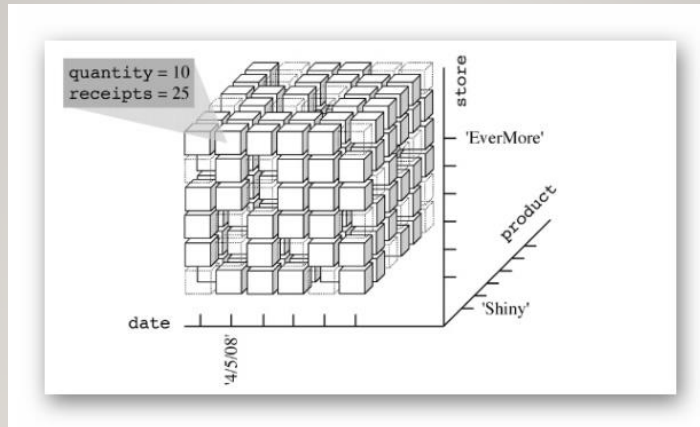 quantity = 10
receipts = 25
store
'EverMore'
product
'Shiny'
date
'4/5/08'